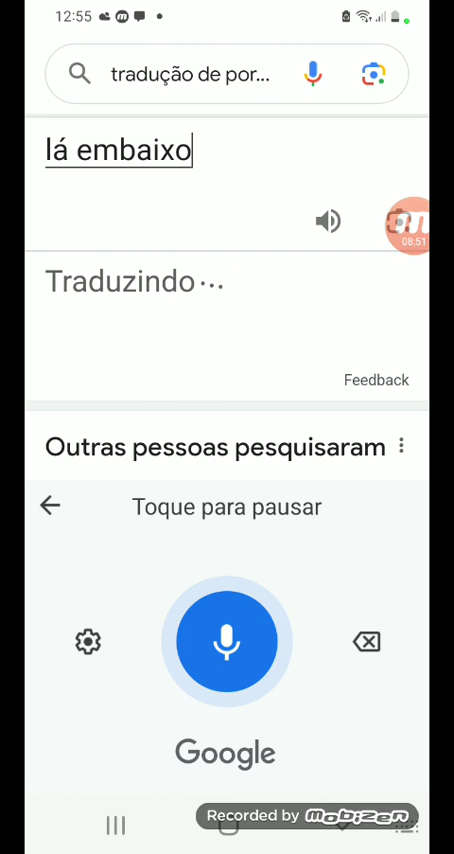 12:55
tradução de por...
lá embaixo
08:51
Traduzindo...
Feedback
Outras pessoas pesquisaram
Toque para pausar
Google
Recorded by MOBIZEN